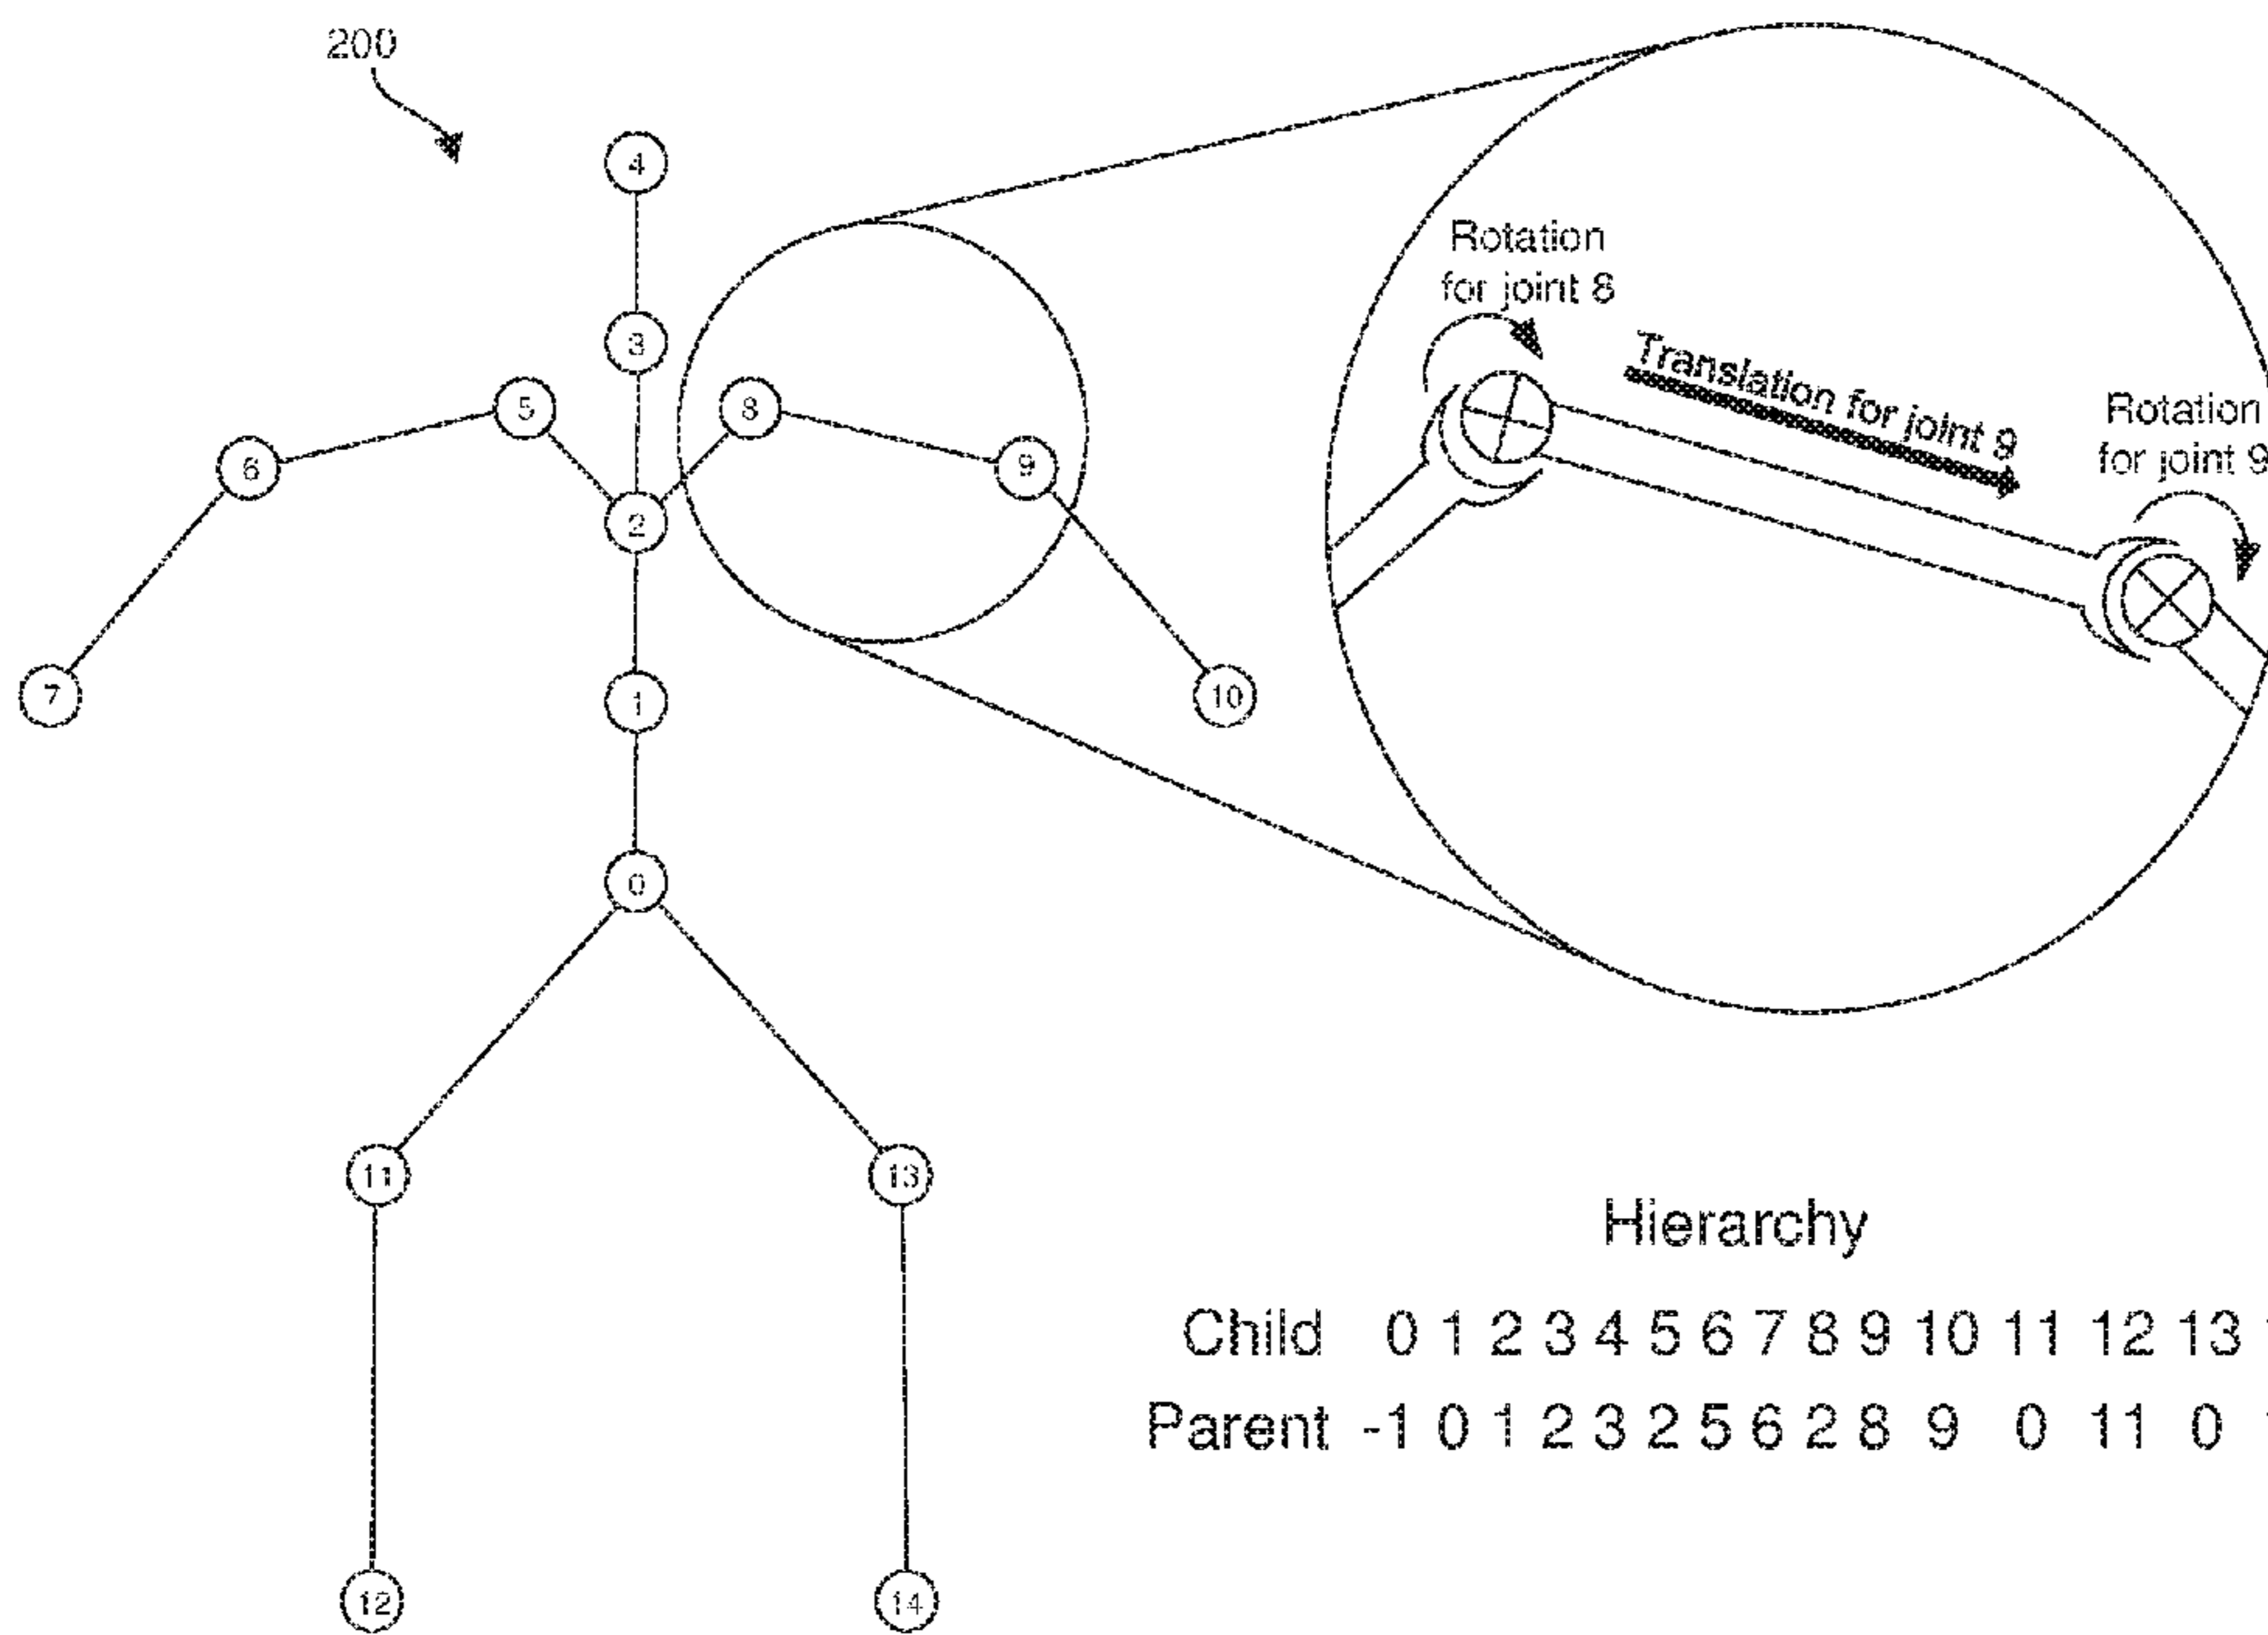 200
4
Rotation
for joint 8
3
Translation for joint 9
5
8
Rotation
for joint 9
6
9
2
7
1
10
0
11
13
Hierarchy
Child 0 1 2 3 4 5 6 7 8 9 10 11 12 13
Parent -1 0 1 2 3 2 5 6 2 8 9 0 11 0
12
14